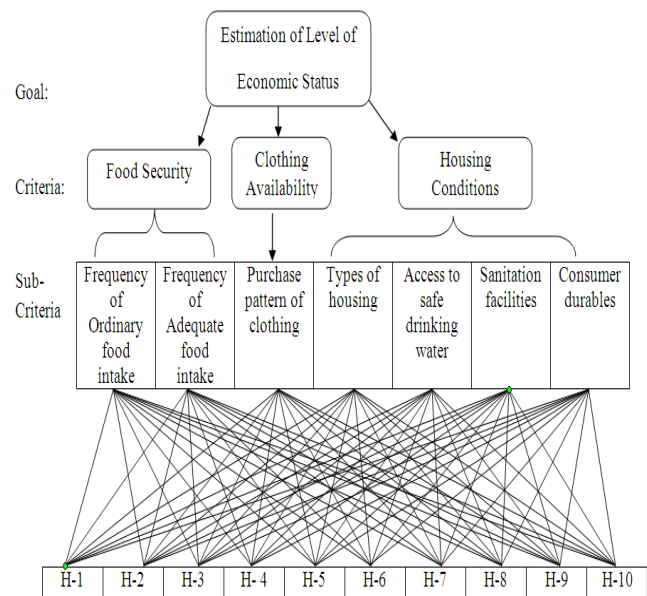 Estimation of Level of
Economic Status
Goal:
Criteria:
Food Security
Clothing
Availability
Housing
Conditions
Sub-
Criteria
Frequency
of
Ordinary
food
intake
Frequency
of
Adequate
food
intake
Purchase
pattern of
clothing
Types of
housing
Access to
safe
drinking
water
Sanitation
facilities
Consumer
durables
H-1
H-2
H-3
H- 4
H-5
H-6
H-7
H-8
H-9
H-10